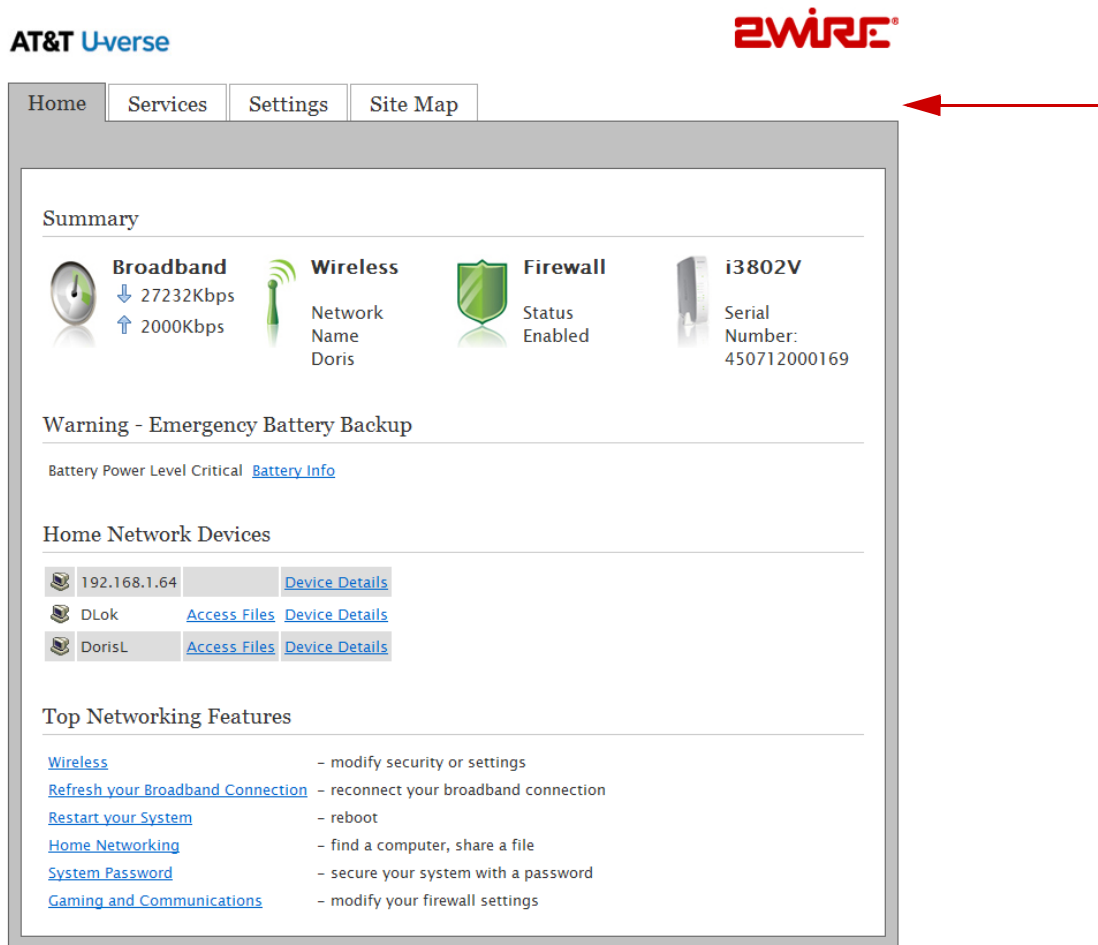 AT&T U-verse
2WIRE®
Home Services Settings Site Map
Summary
Broadband
27232Kbps
2000Kbps
Wireless
Network
Name
Doris
Firewall
Status
Enabled
i3802V
Serial
Number:
450712000169
Warning - Emergency Battery Backup
Battery Power Level Critical Battery Info
Home Network Devices
192.168.1.64 Device Details
DLok Access Files Device Details
DorisL Access Files Device Details
Top Networking Features
Wireless – modify security or settings
Refresh your Broadband Connection – reconnect your broadband connection
Restart your System – reboot
Home Networking – find a computer, share a file
System Password – secure your system with a password
Gaming and Communications – modify your firewall settings